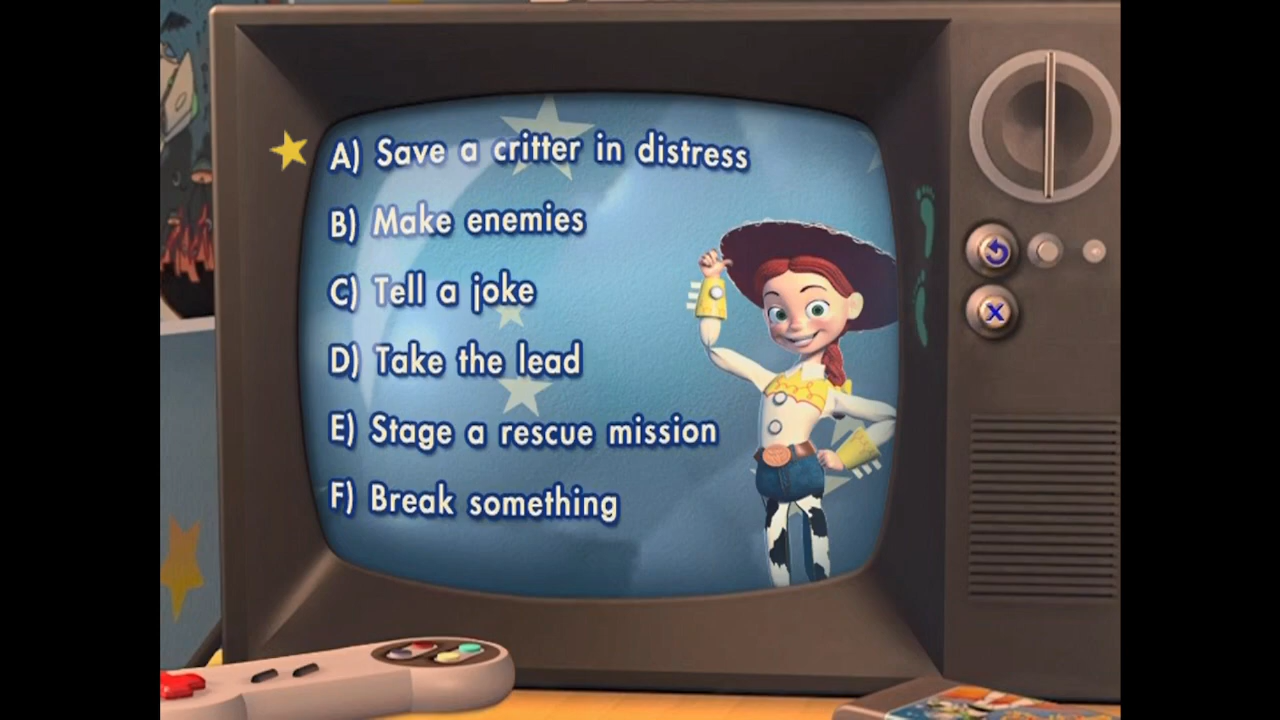 A) Save a critter in distress
B) Make enemies
C) Tell a joke
D) Take the lead
E) Stage a rescue mission
F) Break something